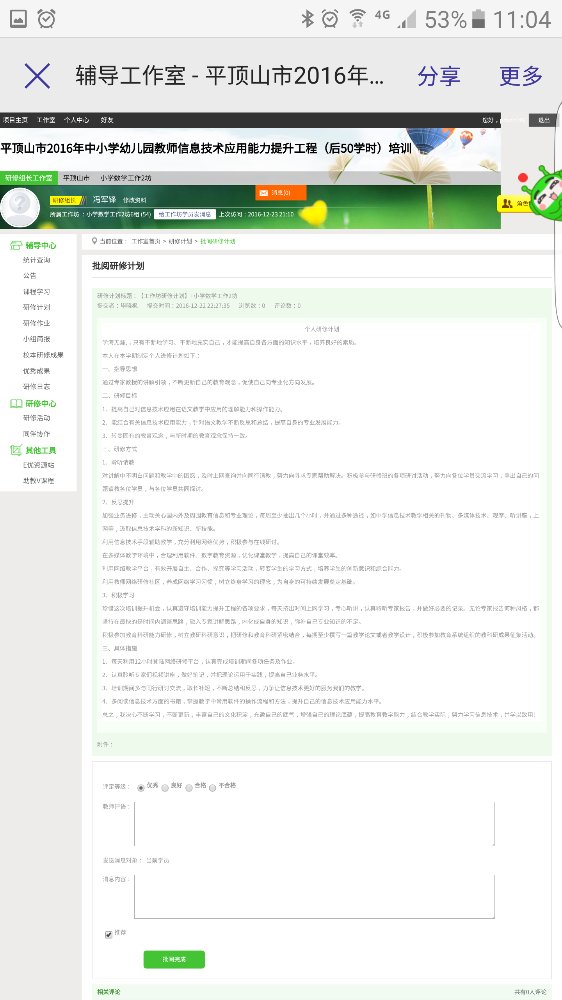 4G 53% 11:04
辅导工作室 - 平顶山市2016年... 分享 更多
项目主页 工作室 个人中心 好友 您好，pdszz148 退出
平顶山市2016年中小学幼儿园教师信息技术应用能力提升工程（后50学时）培训
研修组长工作室 平顶山市 小学数学工作2坊
消息(0)
研修组长 冯军锋 修改资料
角色
所属工作坊 ：小学数学工作2坊6组 (54) 给工作坊学员发消息 上次访问：2016-12-23 21:10
辅导中心
统计查询
公告
课程学习
研修计划
研修作业
小组简报
校本研修成果
优秀成果
研修日志
研修中心
研修活动
同伴协作
其他工具
E优资源站
助教V课程
当前位置： 工作室首页 > 研修计划 > 批阅研修计划
批阅研修计划
研修计划标题：【工作坊研修计划】+小学数学工作2坊
提交者：毕晓枫 提交时间：2016-12-22 22:27:35 浏览数：0 评论数：0
个人研修计划
学海无涯,，只有不断地学习、不断地充实自己，才能提高自身各方面的知识水平，培养良好的素质。
本人在本学期制定个人进修计划如下：
一、指导思想
通过专家教授的讲解引领，不断更新自己的教育观念，促使自己向专业化方向发展。
二、研修目标
1、提高自己对信息技术应用在语文教学中应用的理解能力和操作能力。
2、能结合有关信息技术应用能力，针对语文教学不断反思和总结，提高自身的专业发展能力。
3、转变固有的教育观念，与新时期的教育观念保持一致。
三、研修方式
1、聆听请教
对讲解中不明白问题和教学中的困惑，及时上网查询并向同行请教，努力向寻求专家帮助解决。积极参与研修班的各项研讨活动，努力向各位学员交流学习，拿出自己的问
题请教各位学员，与各位学员共同探讨。
2、反思提升
加强业务进修，主动关心国内外及周围教育信息和专业理论，每周至少抽出几个小时，并通过多种途径，如中学信息技术教学相关的刊物、多媒体技术、观摩、听讲座，上
网等，汲取信息技术学科的新知识、新技能。
利用信息技术手段辅助教学，充分利用网络优势，积极参与在线研讨。
在多媒体教学环境中，合理利用软件、数字教育资源，优化课堂教学，提高自己的课堂效率。
利用网络教学平台，有效开展自主、合作、探究等学习活动，转变学生的学习方式，培养学生的创新意识和综合能力。
利用教师网络研修社区，养成网络学习习惯，树立终身学习的理念，为自身的可持续发展奠定基础。
3、积极学习
珍惜这次培训提升机会，认真遵守培训能力提升工程的各项要求，每天挤出时间上网学习，专心听讲，认真聆听专家报告，并做好必要的记录。无论专家报告何种风格，都
坚持在最快的是时间内调整思路，融入专家讲解思路，内化成自身的知识，弥补自己专业知识的不足。
积极参加教育科研能力研修，树立教研科研意识，把研修和教育科研紧密结合，每期至少撰写一篇教学论文或者教学设计，积极参加教育系统组织的教科研成果征集活动。
三、具体措施
1、每天利用12小时登陆网络研修平台，认真完成培训期间各项任务及作业。
2、认真聆听专家们视频讲座，做好笔记，并把理论运用于实践，提高自己业务水平。
3、培训期间多与同行研讨交流，取长补短，不断总结和反思，力争让信息技术更好的服务我们的教学。
4、多阅读信息技术方面的书籍，掌握教学中常用软件的操作流程和方法，提升自己的信息技术应用能力水平。
总之，我决心不断学习，不断更新，丰富自己的文化积淀，充盈自己的底气，增强自己的理论底蕴，提高教育教学能力，结合教学实际，努力学习信息技术，并学以致用!
附件：
评定等级： 优秀 良好 合格 不合格
教师评语：
发送消息对象： 当前学员
消息内容：
推荐
批阅完成
相关评论 共有0人评论